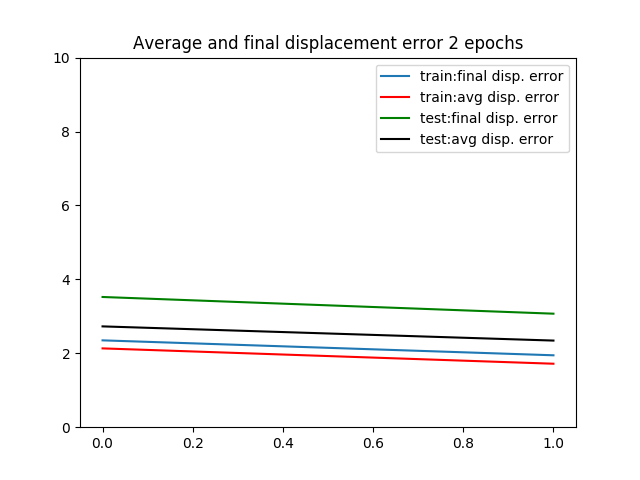 Average and final displacement error 2 epochs
train:final disp. error
train:avg disp. error
test:final disp. error
test:avg disp. error
10
8
6
4
2
0
0.0 0.2 0.4 0.6 0.8 1.0